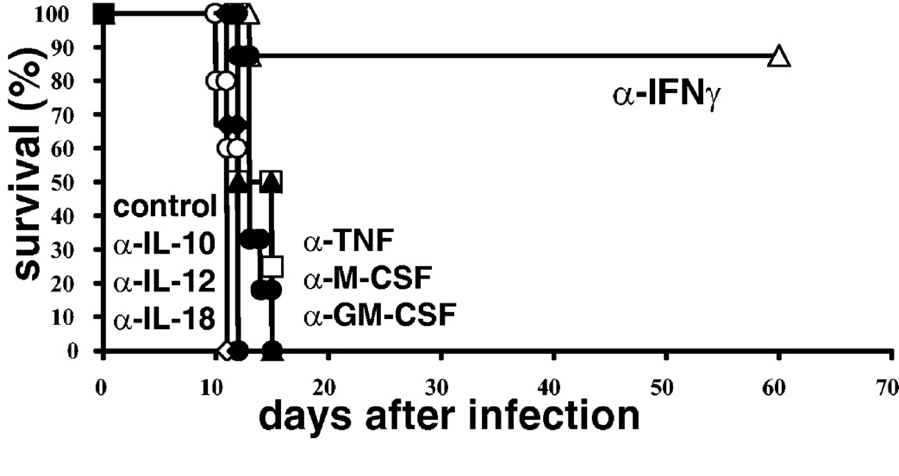 survival (%)
100
90
80
70
60
50
40
30
20
10
0
α-IFNγ
control
α-IL-10
α-IL-12
α-IL-18
α-TNF
α-M-CSF
α-GM-CSF
0 10 20 30 40 50 60 70
days after infection